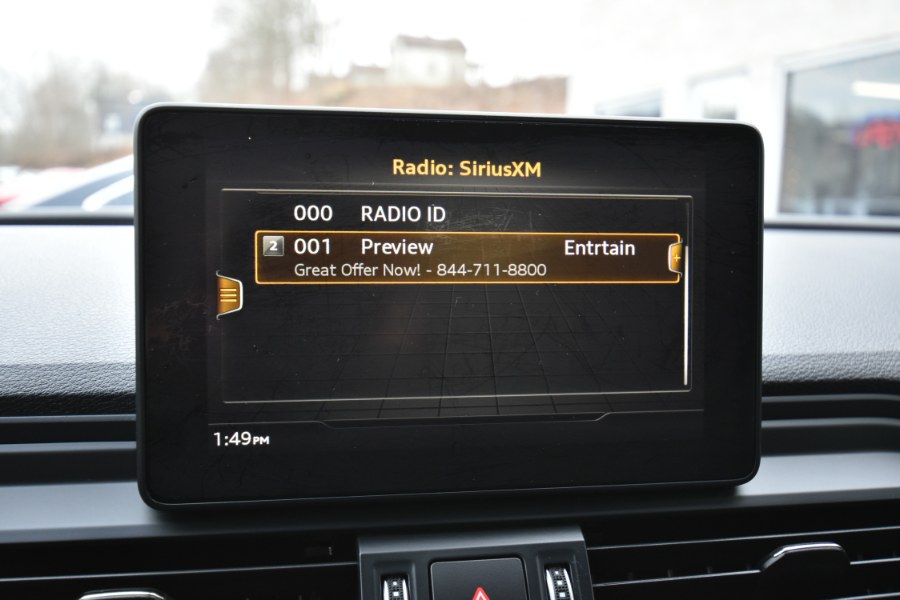 Radio: SiriusXM
000 RADIO ID
2 001 Preview Entrtain +
Great Offer Now! - 844-711-8800
1:49PM